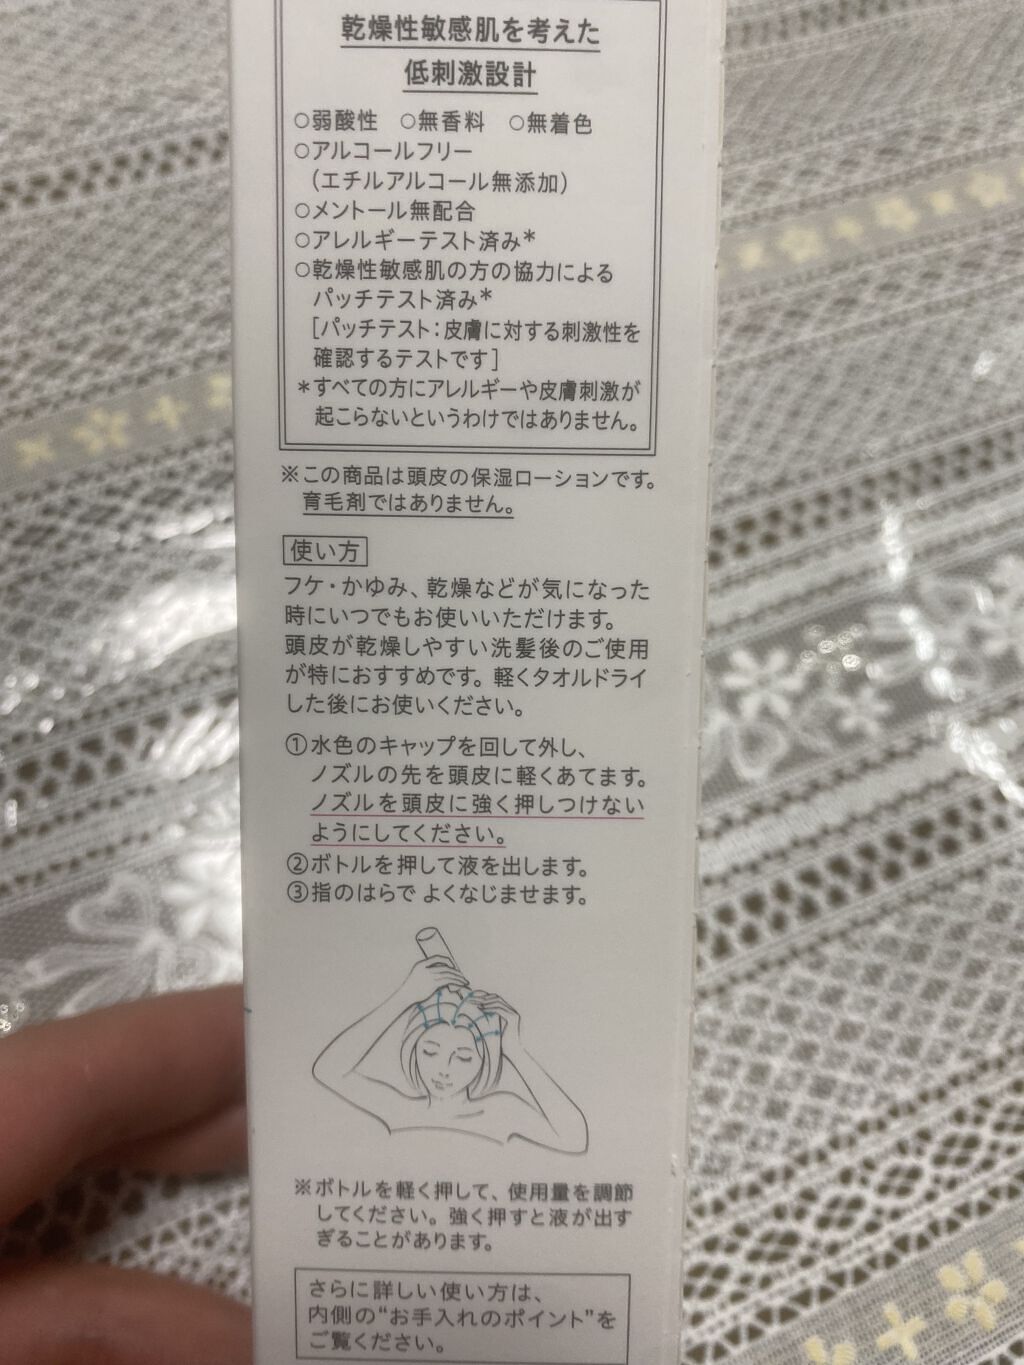 乾燥性敏感肌を考えた
低刺激設計
○弱酸性 ○無香料 ○無着色
○アルコールフリー
（エチルアルコール無添加）
○メントール無配合
○アレルギーテスト済み*
○乾燥性敏感肌の方の協力による
パッチテスト済み*
［パッチテスト：皮膚に対する刺激性を
確認するテストです］
*すべての方にアレルギーや皮膚刺激が
起こらないというわけではありません。
※この商品は頭皮の保湿ローションです。
育毛剤ではありません。
使い方
フケ・かゆみ、乾燥などが気になった
時にいつでもお使いいただけます。
頭皮が乾燥しやすい洗髪後のご使用
が特におすすめです。軽くタオルドライ
した後にお使いください。
①水色のキャップを回して外し、
ノズルの先を頭皮に軽くあてます。
ノズルを頭皮に強く押しつけない
ようにしてください。
②ボトルを押して液を出します。
③指のはらで よくなじませます。
※ボトルを軽く押して、使用量を調節
してください。強く押すと液が出す
ぎることがあります。
さらに詳しい使い方は、
内側の“お手入れのポイント”を
ご覧ください。